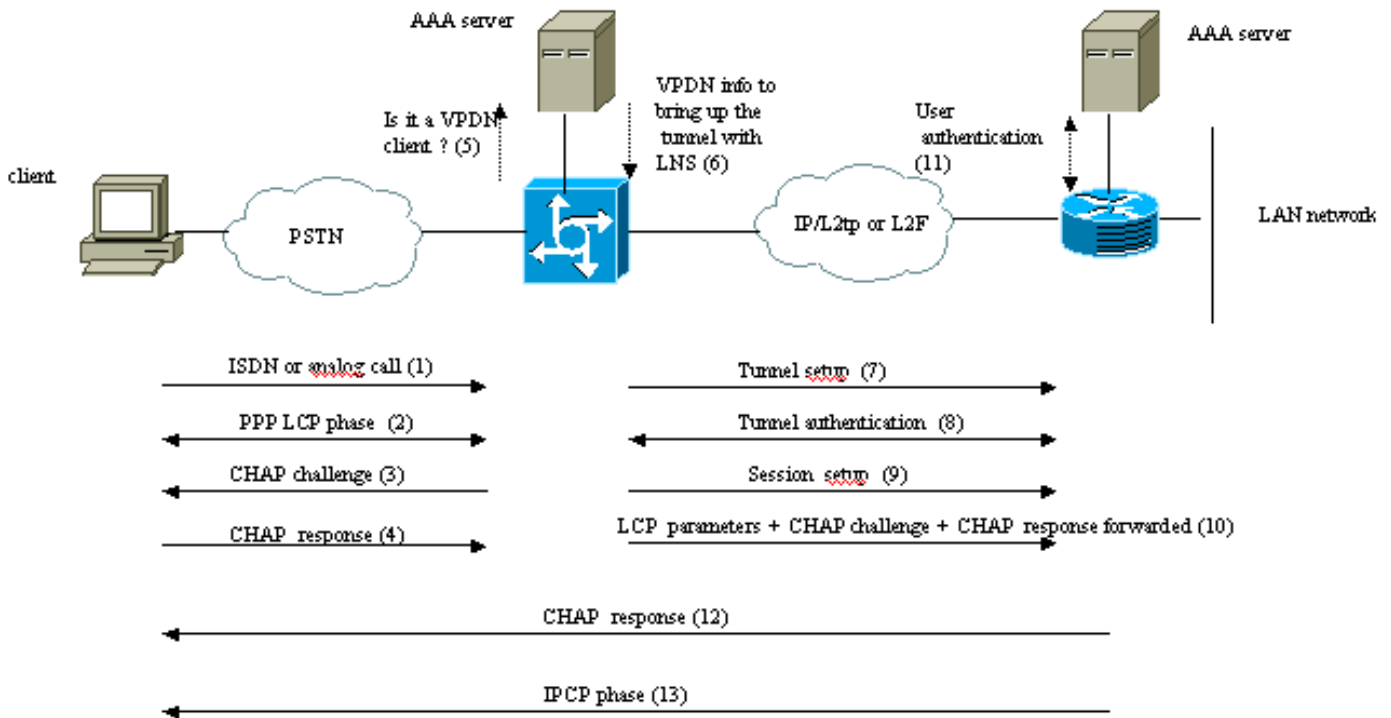 AAA server
AAA server
VPDN info to
bring up the
tunnel with
LNS (6)
Is it a VPDN
client ? (5)
User
authentication
(11)
client
PSTN
IP/L2tp or L2F
LAN network
ISDN or analog call (1)
Tunnel setup (7)
PPP LCP phase (2)
Tunnel authentication (8)
CHAP challenge (3)
Session setup (9)
CHAP response (4)
LCP parameters + CHAP challenge + CHAP response forwarded (10)
CHAP response (12)
IPCP phase (13)